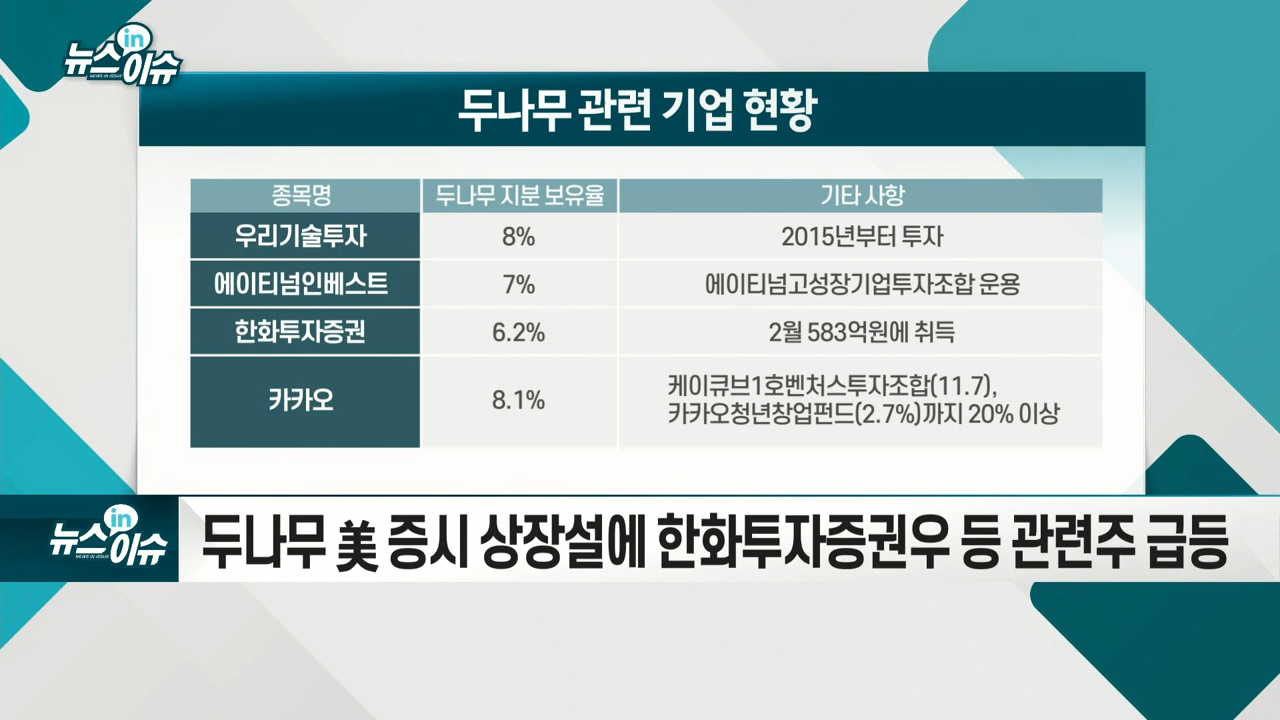 뉴스in이슈
NEWS IN ISSUE
두나무 관련 기업 현황
종목명 두나무 지분 보유율 기타 사항
우리기술투자 8% 2015년부터 투자
에이티넘인베스트 7% 에이티넘고성장기업투자조합 운용
한화투자증권 6.2% 2월 583억원에 취득
카카오 8.1% 케이큐브1호벤처스투자조합(11.7),
카카오청년창업펀드(2.7%)까지 20% 이상
뉴스in이슈
NEWS IN ISSUE
두나무 美 증시 상장설에 한화투자증권우 등 관련주 급등